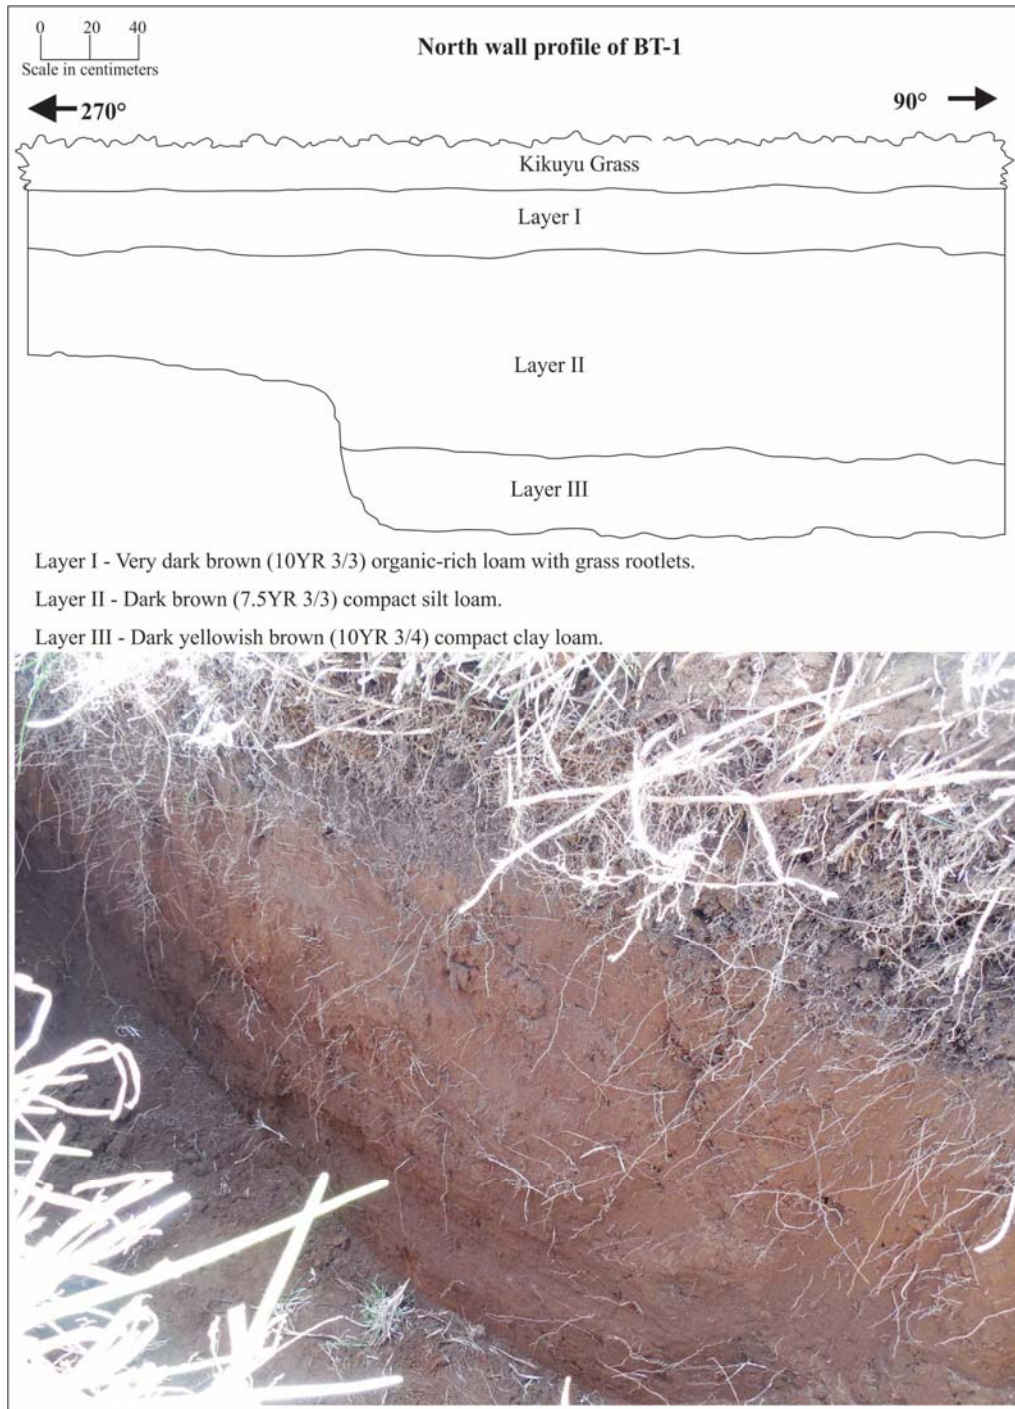 0 20 40
Scale in centimeters
North wall profile of BT-1
270°
90°
Kikuyu Grass
Layer I
Layer II
Layer III
Layer I - Very dark brown (10YR 3/3) organic-rich loam with grass rootlets.
Layer II - Dark brown (7.5YR 3/3) compact silt loam.
Layer III - Dark yellowish brown (10YR 3/4) compact clay loam.